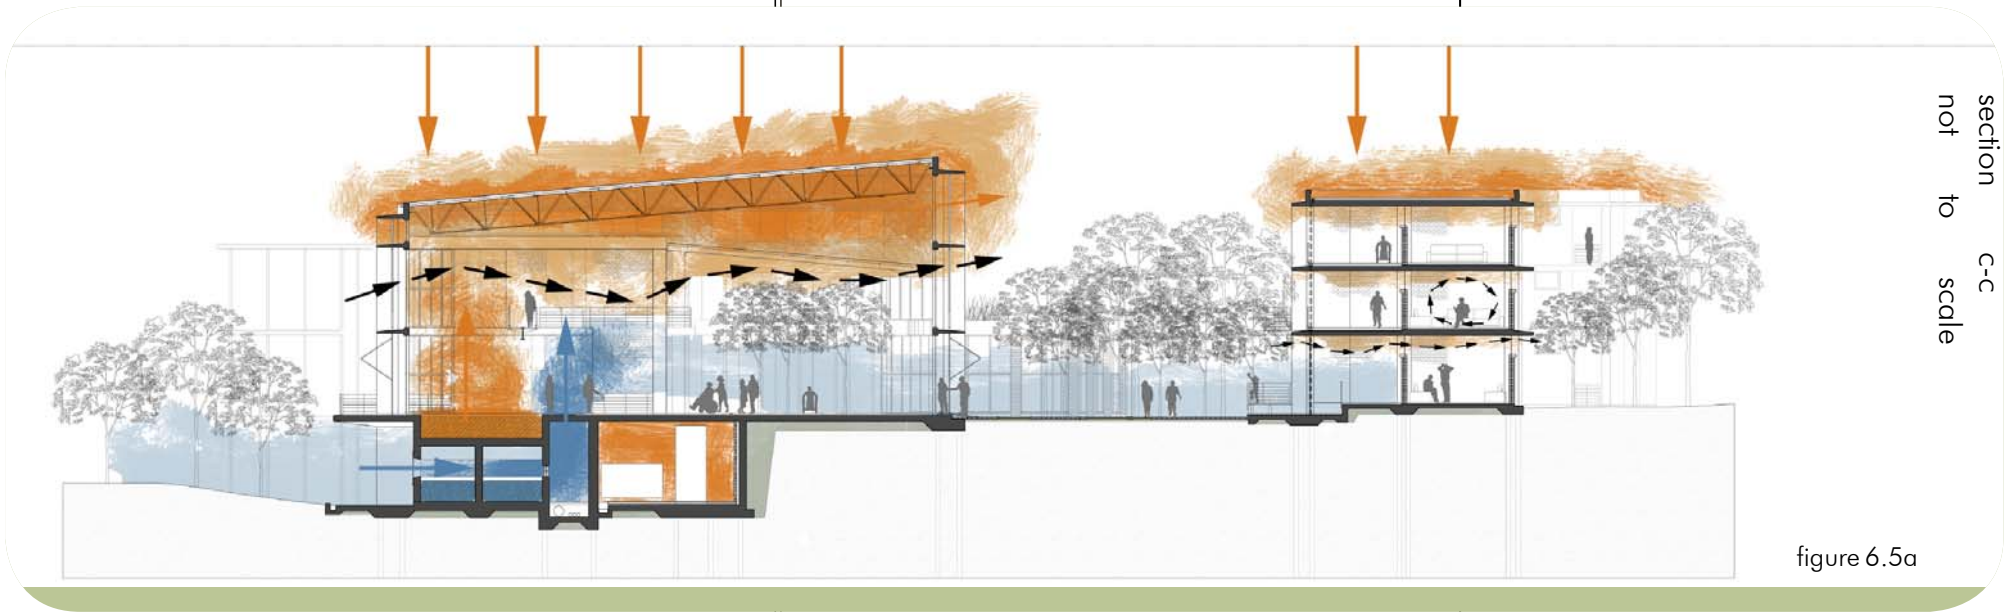 section c-c
not to scale
figure 6.5a